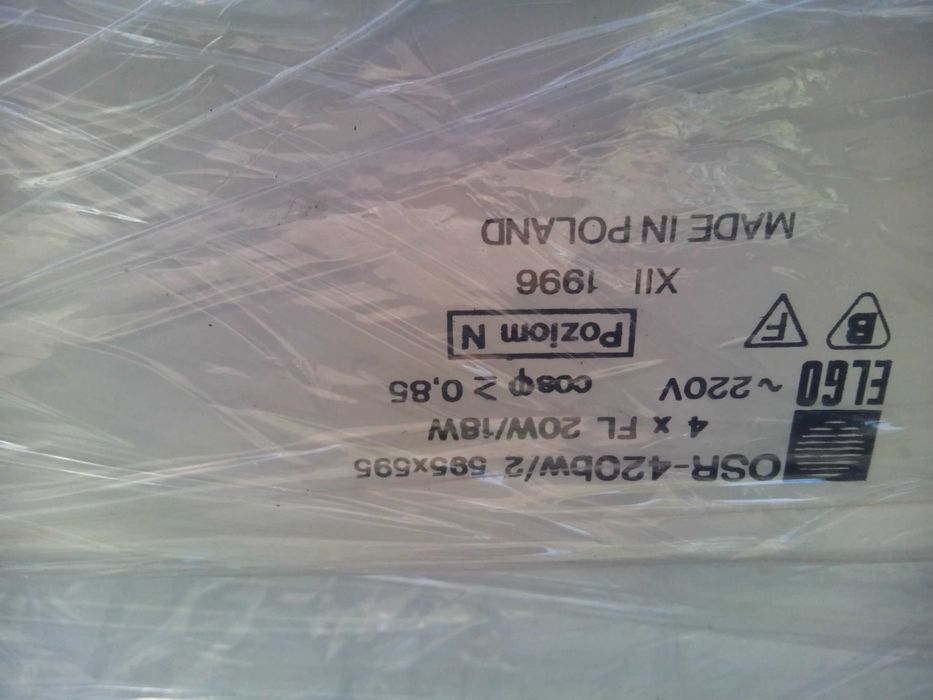 OSR-420bW/2 595x595
4 x FL 20W/18W
ELGO ~220V cosφ ≥ 0,85
B F Poziom N
XII 1996
MADE IN POLAND